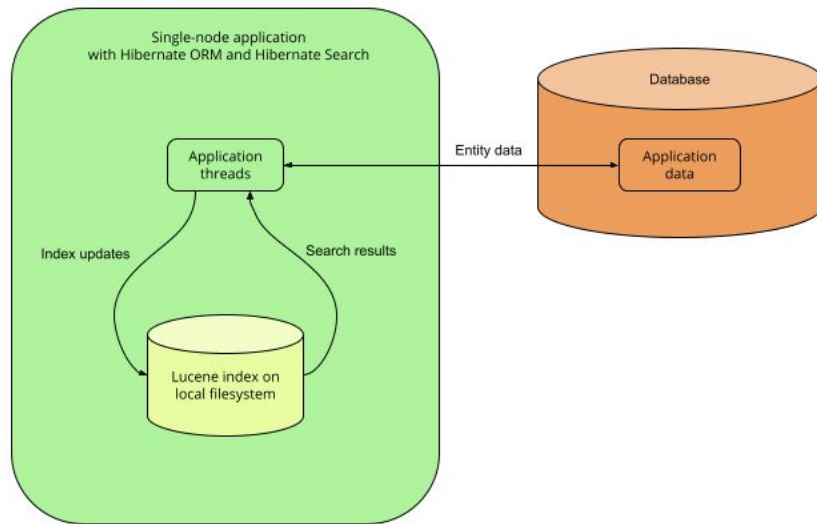 Single-node application
with Hibernate ORM and Hibernate Search
Database
Application
threads
Entity data
Application
data
Index updates
Search results
Lucene index on
local filesystem